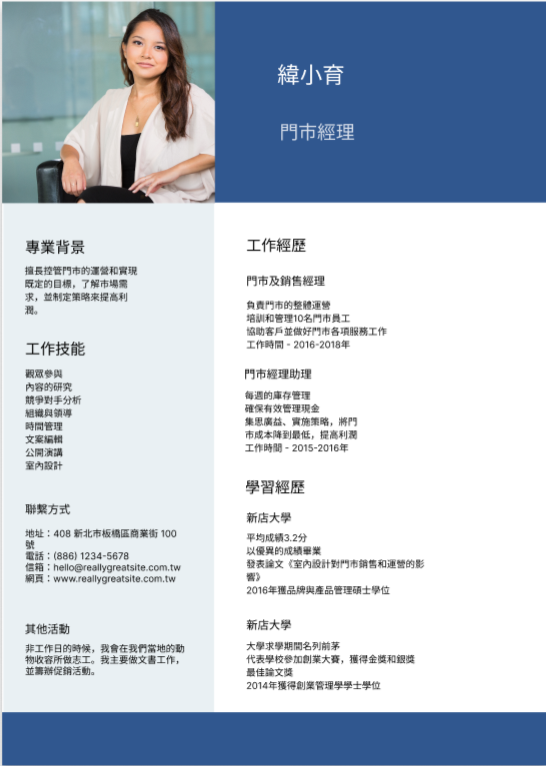 緯小育
門市經理
專業背景
擅長控管門市的運營和實現
既定的目標，了解市場需
求，並制定策略來提高利
潤。
工作技能
觀眾參與
內容的研究
競爭對手分析
組織與領導
時間管理
文案編輯
公開演講
室內設計
聯繫方式
地址：408 新北市板橋區商業街 100
號
電話：(886) 1234-5678
信箱：hello@reallygreatsite.com.tw
網頁：www.reallygreatsite.com.tw
其他活動
非工作日的時候，我會在我們當地的動
物收容所做志工。我主要做文書工作，
並籌辦促銷活動。
工作經歷
門市及銷售經理
負責門市的整體運營
培訓和管理10名門市員工
協助客戶並做好門市各項服務工作
工作時間 - 2016-2018年
門市經理助理
每週的庫存管理
確保有效管理現金
集思廣益、實施策略，將門
市成本降到最低，提高利潤
工作時間 - 2015-2016年
學習經歷
新店大學
平均成績3.2分
以優異的成績畢業
發表論文《室內設計對門市銷售和運營的影
響》
2016年獲品牌與產品管理碩士學位
新店大學
大學求學期間名列前茅
代表學校參加創業大賽，獲得金獎和銀獎
最佳論文獎
2014年獲得創業管理學學士學位